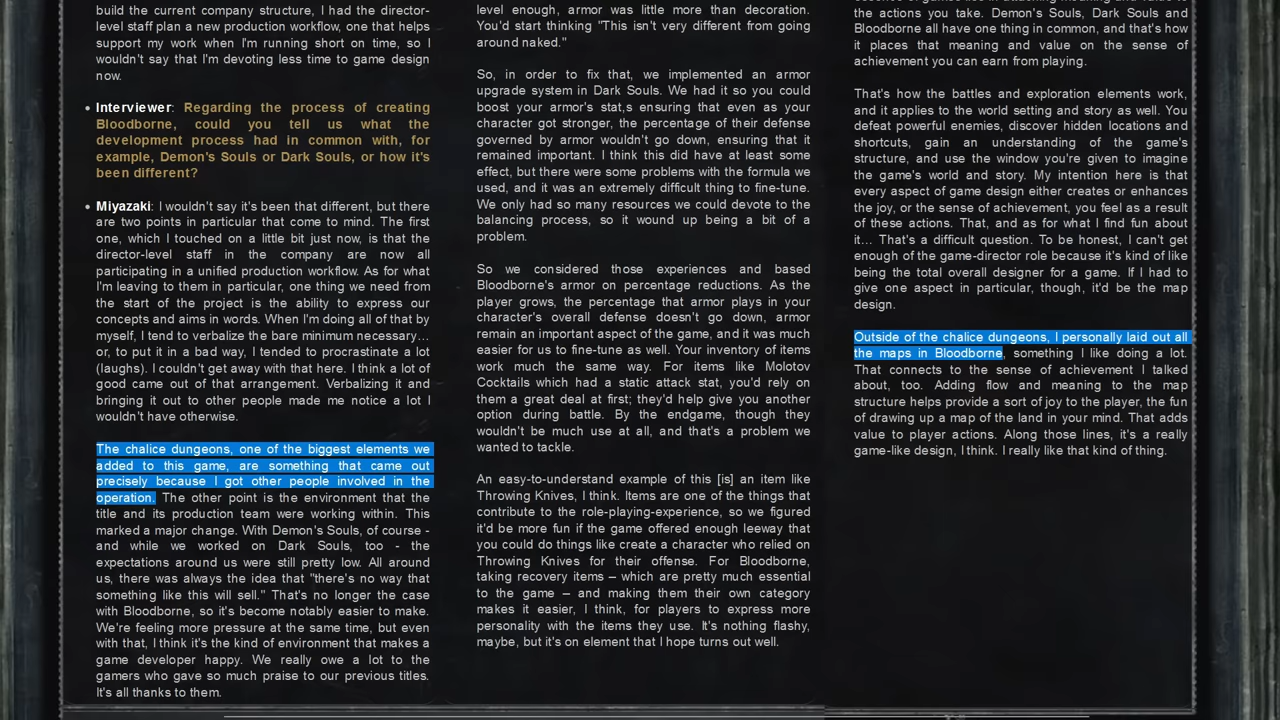 build the current company structure, I had the director-
level staff plan a new production workflow, one that helps
support my work when I'm running short on time, so I
wouldn't say that I'm devoting less time to game design
now.
• Interviewer: Regarding the process of creating
Bloodborne, could you tell us what the
development process had in common with, for
example, Demon's Souls or Dark Souls, or how it's
been different?
• Miyazaki: I wouldn't say it's been that different, but there
are two points in particular that come to mind. The first
one, which I touched on a little bit just now, is that the
director-level staff in the company are now all
participating in a unified production workflow. As for what
I'm leaving to them in particular, one thing we need from
the start of the project is the ability to express our
concepts and aims in words. When I'm doing all of that by
myself, I tend to verbalize the bare minimum necessary...
or, to put it in a bad way, I tended to procrastinate a lot
(laughs). I couldn't get away with that here. I think a lot of
good came out of that arrangement. Verbalizing it and
bringing it out to other people made me notice a lot I
wouldn't have otherwise.
The chalice dungeons, one of the biggest elements we
added to this game, are something that came out
precisely because I got other people involved in the
operation. The other point is the environment that the
title and its production team were working within. This
marked a major change. With Demon's Souls, of course -
and while we worked on Dark Souls, too - the
expectations around us were still pretty low. All around
us, there was always the idea that "there's no way that
something like this will sell." That's no longer the case
with Bloodborne, so it's become notably easier to make.
We're feeling more pressure at the same time, but even
with that, I think it's the kind of environment that makes a
game developer happy. We really owe a lot to the
gamers who gave so much praise to our previous titles.
It's all thanks to them.
level enough, armor was little more than decoration.
You'd start thinking "This isn't very different from going
around naked."
So, in order to fix that, we implemented an armor
upgrade system in Dark Souls. We had it so you could
boost your armor's stat,s ensuring that even as your
character got stronger, the percentage of their defense
governed by armor wouldn't go down, ensuring that it
remained important. I think this did have at least some
effect, but there were some problems with the formula we
used, and it was an extremely difficult thing to fine-tune.
We only had so many resources we could devote to the
balancing process, so it wound up being a bit of a
problem.
So we considered those experiences and based
Bloodborne's armor on percentage reductions. As the
player grows, the percentage that armor plays in your
character's overall defense doesn't go down, armor
remain an important aspect of the game, and it was much
easier for us to fine-tune as well. Your inventory of items
work much the same way. For items like Molotov
Cocktails which had a static attack stat, you'd rely on
them a great deal at first; they'd help give you another
option during battle. By the endgame, though they
wouldn't be much use at all, and that's a problem we
wanted to tackle.
An easy-to-understand example of this [is] an item like
Throwing Knives, I think. Items are one of the things that
contribute to the role-playing-experience, so we figured
it'd be more fun if the game offered enough leeway that
you could do things like create a character who relied on
Throwing Knives for their offense. For Bloodborne,
taking recovery items – which are pretty much essential
to the game – and making them their own category
makes it easier, I think, for players to express more
personality with the items they use. It's nothing flashy,
maybe, but it's on element that I hope turns out well.
the actions you take. Demon's Souls, Dark Souls and
Bloodborne all have one thing in common, and that's how
it places that meaning and value on the sense of
achievement you can earn from playing.
That's how the battles and exploration elements work,
and it applies to the world setting and story as well. You
defeat powerful enemies, discover hidden locations and
shortcuts, gain an understanding of the game's
structure, and use the window you're given to imagine
the game's world and story. My intention here is that
every aspect of game design either creates or enhances
the joy, or the sense of achievement, you feel as a result
of these actions. That, and as for what I find fun about
it... That's a difficult question. To be honest, I can't get
enough of the game-director role because it's kind of like
being the total overall designer for a game. If I had to
give one aspect in particular, though, it'd be the map
design.
Outside of the chalice dungeons, I personally laid out all
the maps in Bloodborne, something I like doing a lot.
That connects to the sense of achievement I talked
about, too. Adding flow and meaning to the map
structure helps provide a sort of joy to the player, the fun
of drawing up a map of the land in your mind. That adds
value to player actions. Along those lines, it's a really
game-like design, I think. I really like that kind of thing.